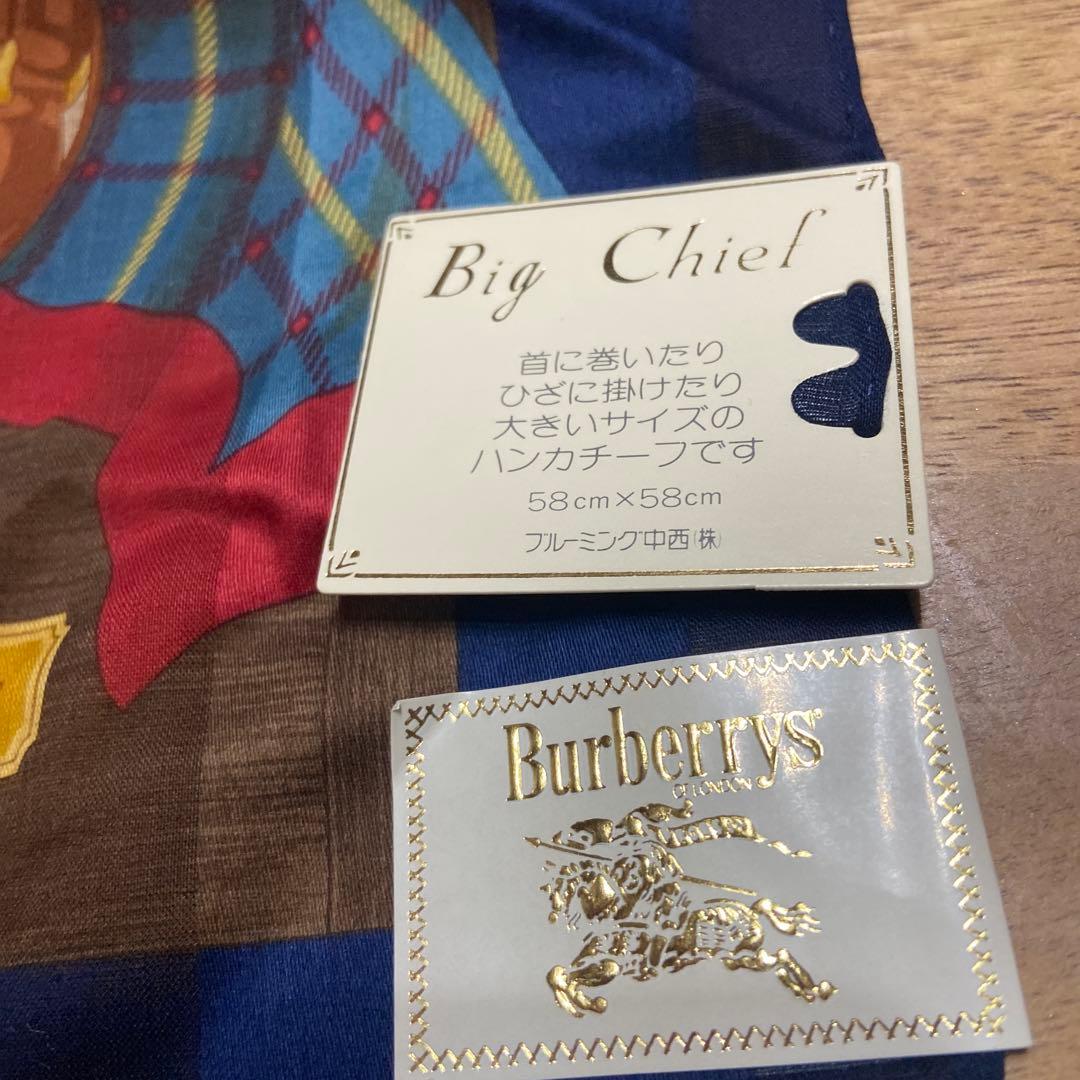 Big Chief
首に巻いたり
ひざに掛けたり
大きいサイズの
ハンカチーフです
58cm×58cm
ブルーミング中西(株)
Burberrys
OF LONDON